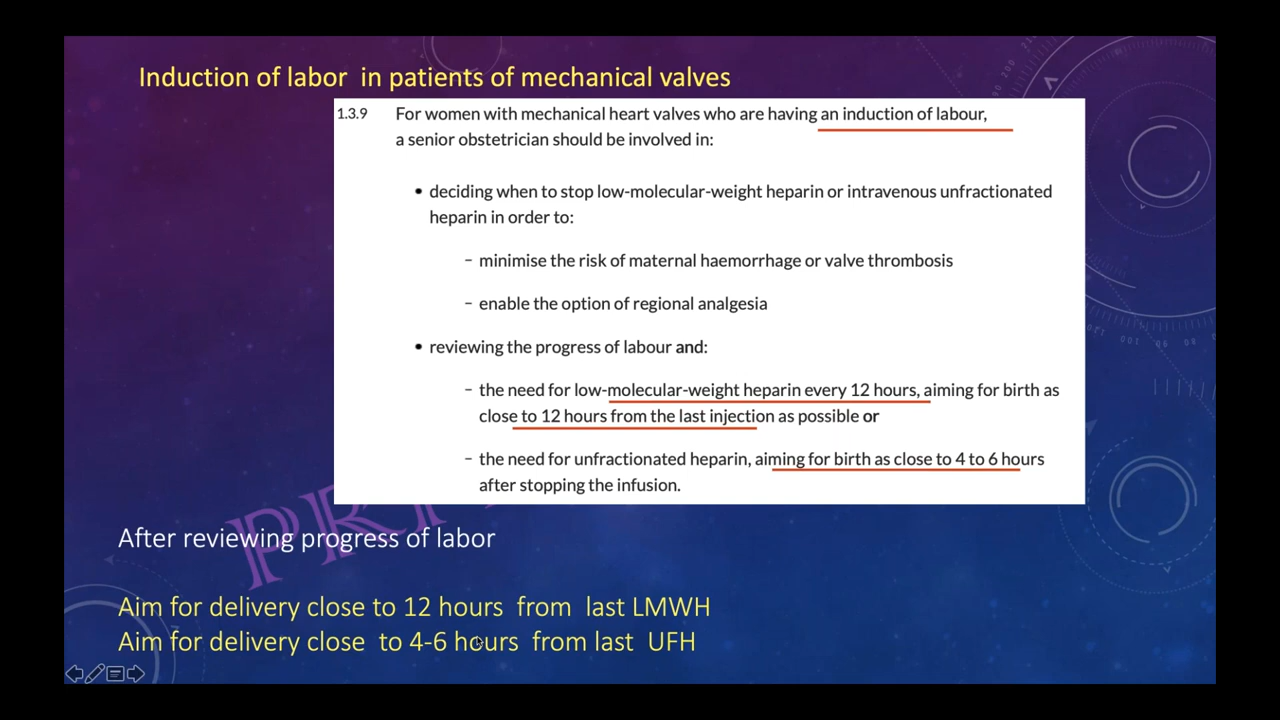 Induction of labor in patients of mechanical valves
1.3.9 For women with mechanical heart valves who are having an induction of labour,
a senior obstetrician should be involved in:
• deciding when to stop low-molecular-weight heparin or intravenous unfractionated
heparin in order to:
– minimise the risk of maternal haemorrhage or valve thrombosis
– enable the option of regional analgesia
• reviewing the progress of labour and:
– the need for low-molecular-weight heparin every 12 hours, aiming for birth as
close to 12 hours from the last injection as possible or
– the need for unfractionated heparin, aiming for birth as close to 4 to 6 hours
after stopping the infusion.
After reviewing progress of labor
Aim for delivery close to 12 hours from last LMWH
Aim for delivery close to 4-6 hours from last UFH